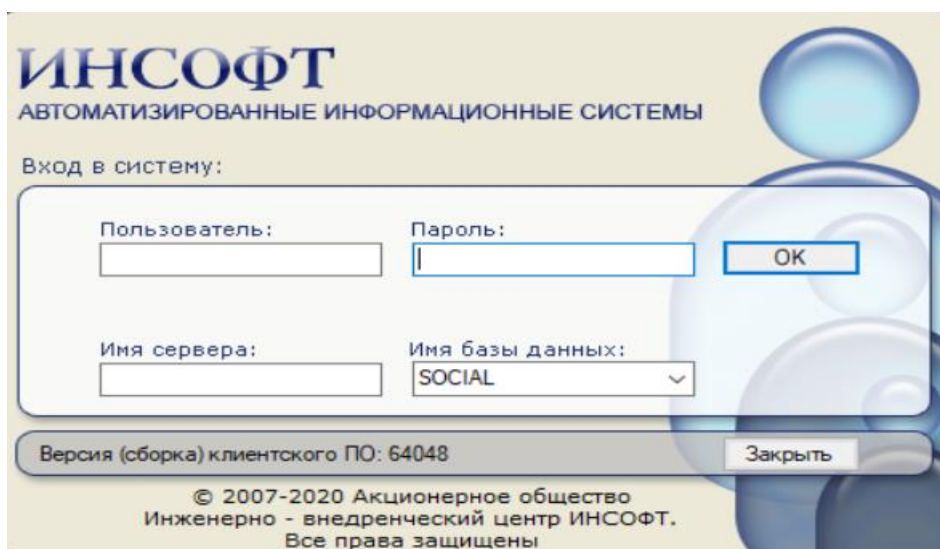 ИНСОФТ
АВТОМАТИЗИРОВАННЫЕ ИНФОРМАЦИОННЫЕ СИСТЕМЫ
Вход в систему:
Пользователь: Пароль:
OK
Имя сервера: Имя базы данных:
SOCIAL
Версия (сборка) клиентского ПО: 64048 Закрыть
© 2007-2020 Акционерное общество
Инженерно - внедренческий центр ИНСОФТ.
Все права защищены